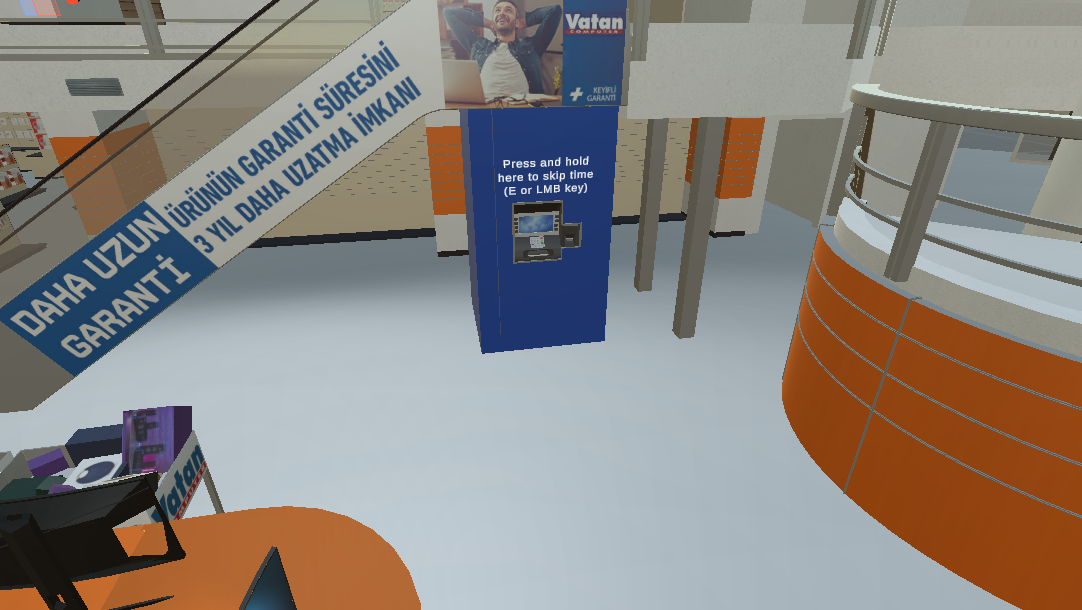 Vatan
COMPUTER
KEYİFLİ
GARANTİ
DAHA UZUN
GARANTİ
ÜRÜNÜN GARANTİ SÜRESİNİ
3 YIL DAHA UZATMA İMKANI
Press and hold
here to skip time
(E or LMB key)
Vatan